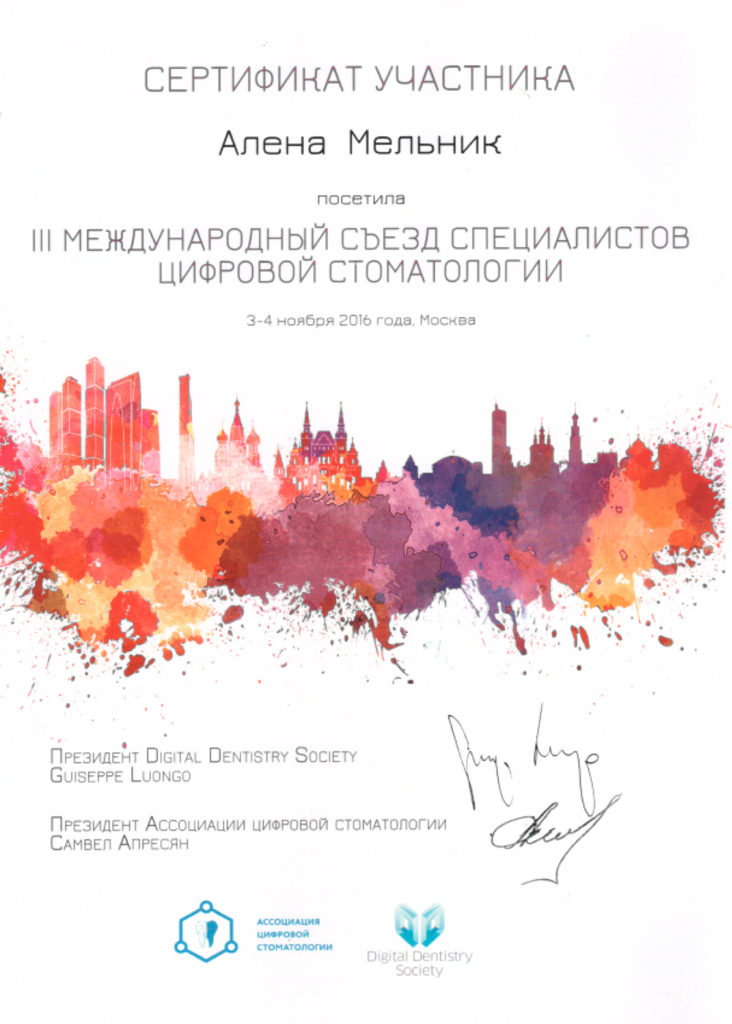 СЕРТИФИКАТ УЧАСТНИКА
Алена Мельник
посетила
III МЕЖДУНАРОДНЫЙ СЪЕЗД СПЕЦИАЛИСТОВ
ЦИФРОВОЙ СТОМАТОЛОГИИ
3-4 ноября 2016 года, Москва
Президент Digital Dentistry Society
Guiseppe Luongo
Президент Ассоциации цифровой стоматологии
Самвел Апресян
АССОЦИАЦИЯ
ЦИФРОВОЙ
СТОМАТОЛОГИИ
Digital Dentistry
Society